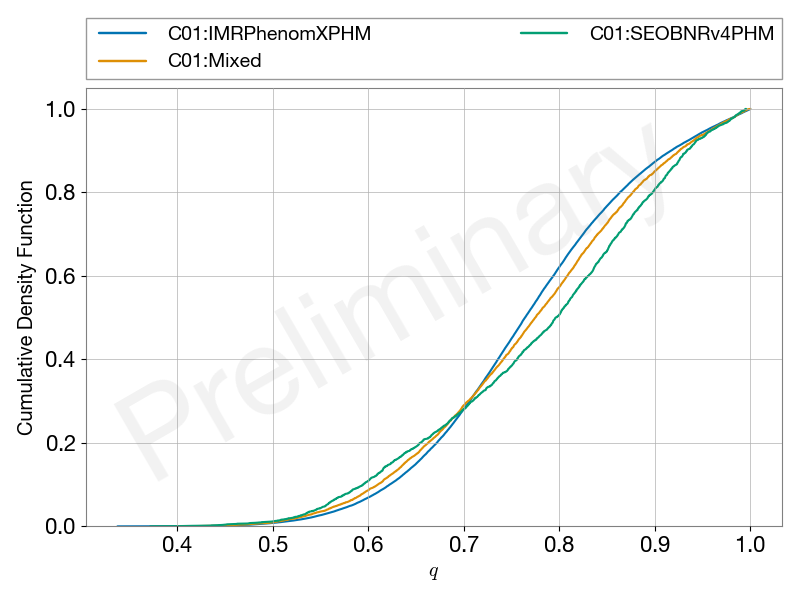 C01:IMRPhenomXPHM
C01:Mixed
C01:SEOBNRv4PHM
Preliminary
Cumulative Density Function
1.0
0.8
0.6
0.4
0.2
0.0
0.4 0.5 0.6 0.7 0.8 0.9 1.0
q